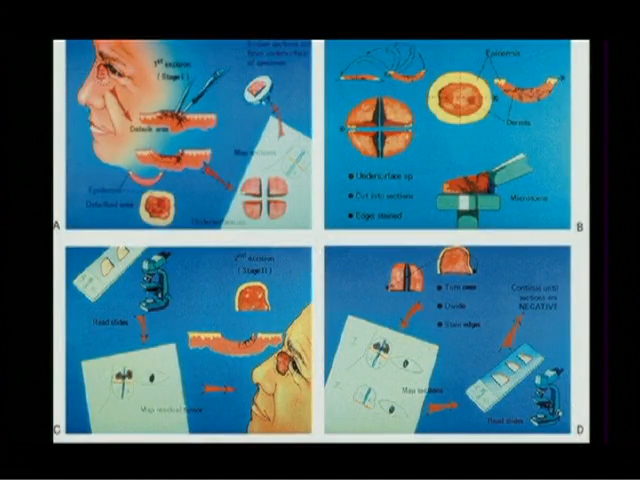 1st excision
(Stage I)
Debulk area
Map sections
Epidermis
Debulked area
A
Epidermis
Dermis
Undersurface up
Cut into sections
Edges stained
Microtome
B
2nd excision
(Stage II)
Read slides
Map residual tumor
C
Turn over
Divide
Stain edges
Continue until
sections are
NEGATIVE
Map sections
Read slides
D